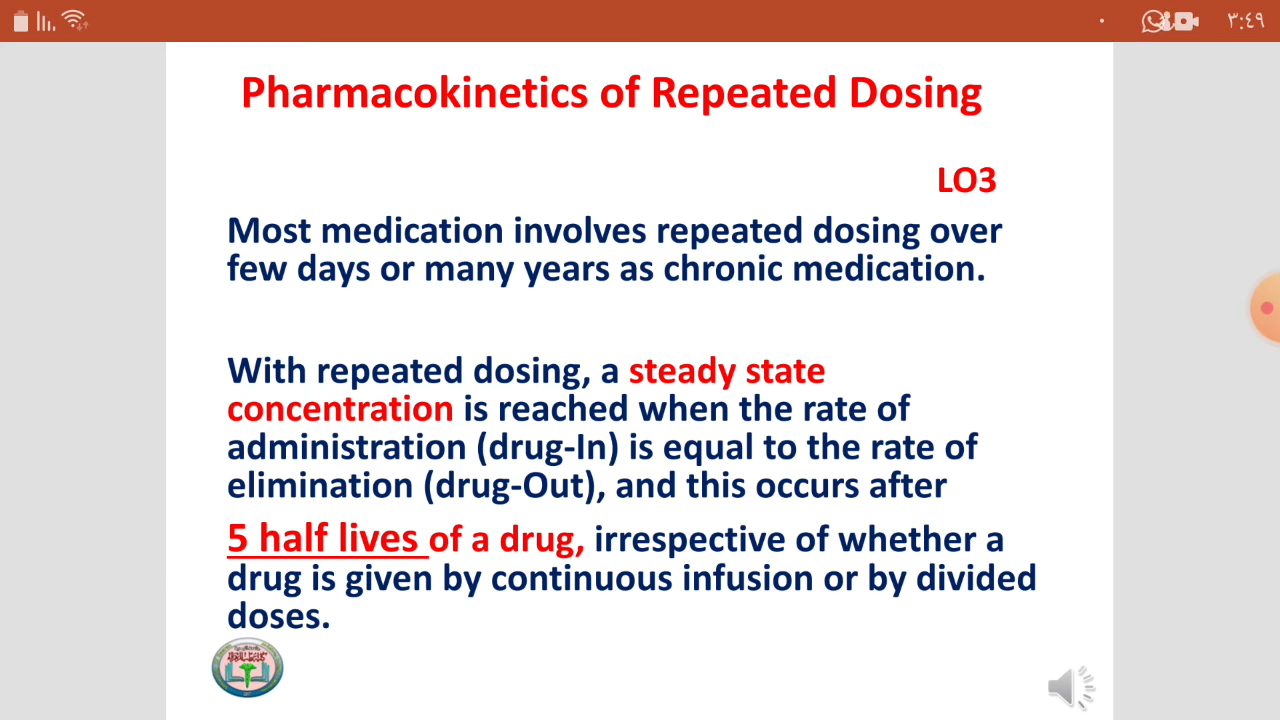 ٣:٤٩
Pharmacokinetics of Repeated Dosing
LO3
Most medication involves repeated dosing over
few days or many years as chronic medication.
With repeated dosing, a steady state
concentration is reached when the rate of
administration (drug-In) is equal to the rate of
elimination (drug-Out), and this occurs after
5 half lives of a drug, irrespective of whether a
drug is given by continuous infusion or by divided
doses.